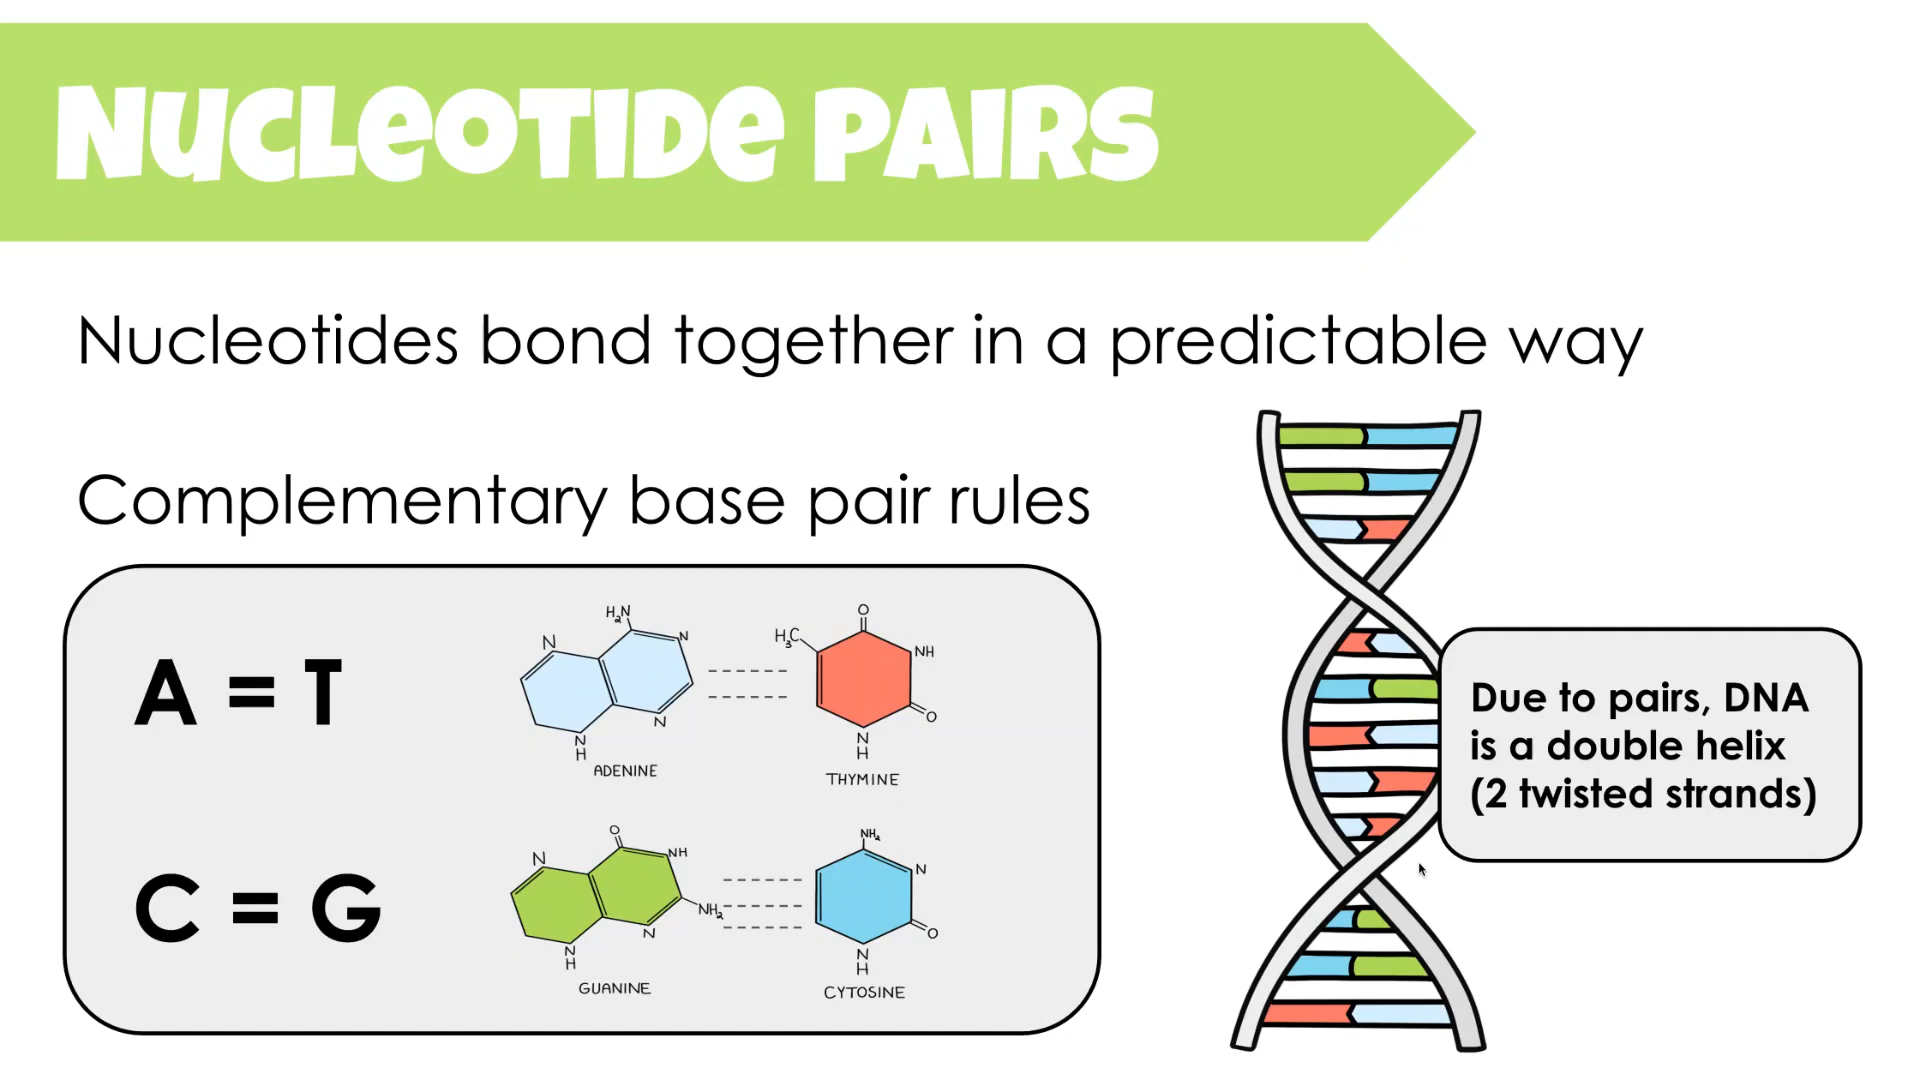 NUCLEOTIDE PAIRS
Nucleotides bond together in a predictable way
Complementary base pair rules
A = T
H₂N
N
N
N
N
H
ADENINE
O
H₃C
NH
O
N
H
THYMINE
C = G
O
N
NH
NH₂
N
N
H
GUANINE
NH₂
N
O
N
H
CYTOSINE
Due to pairs, DNA
is a double helix
(2 twisted strands)